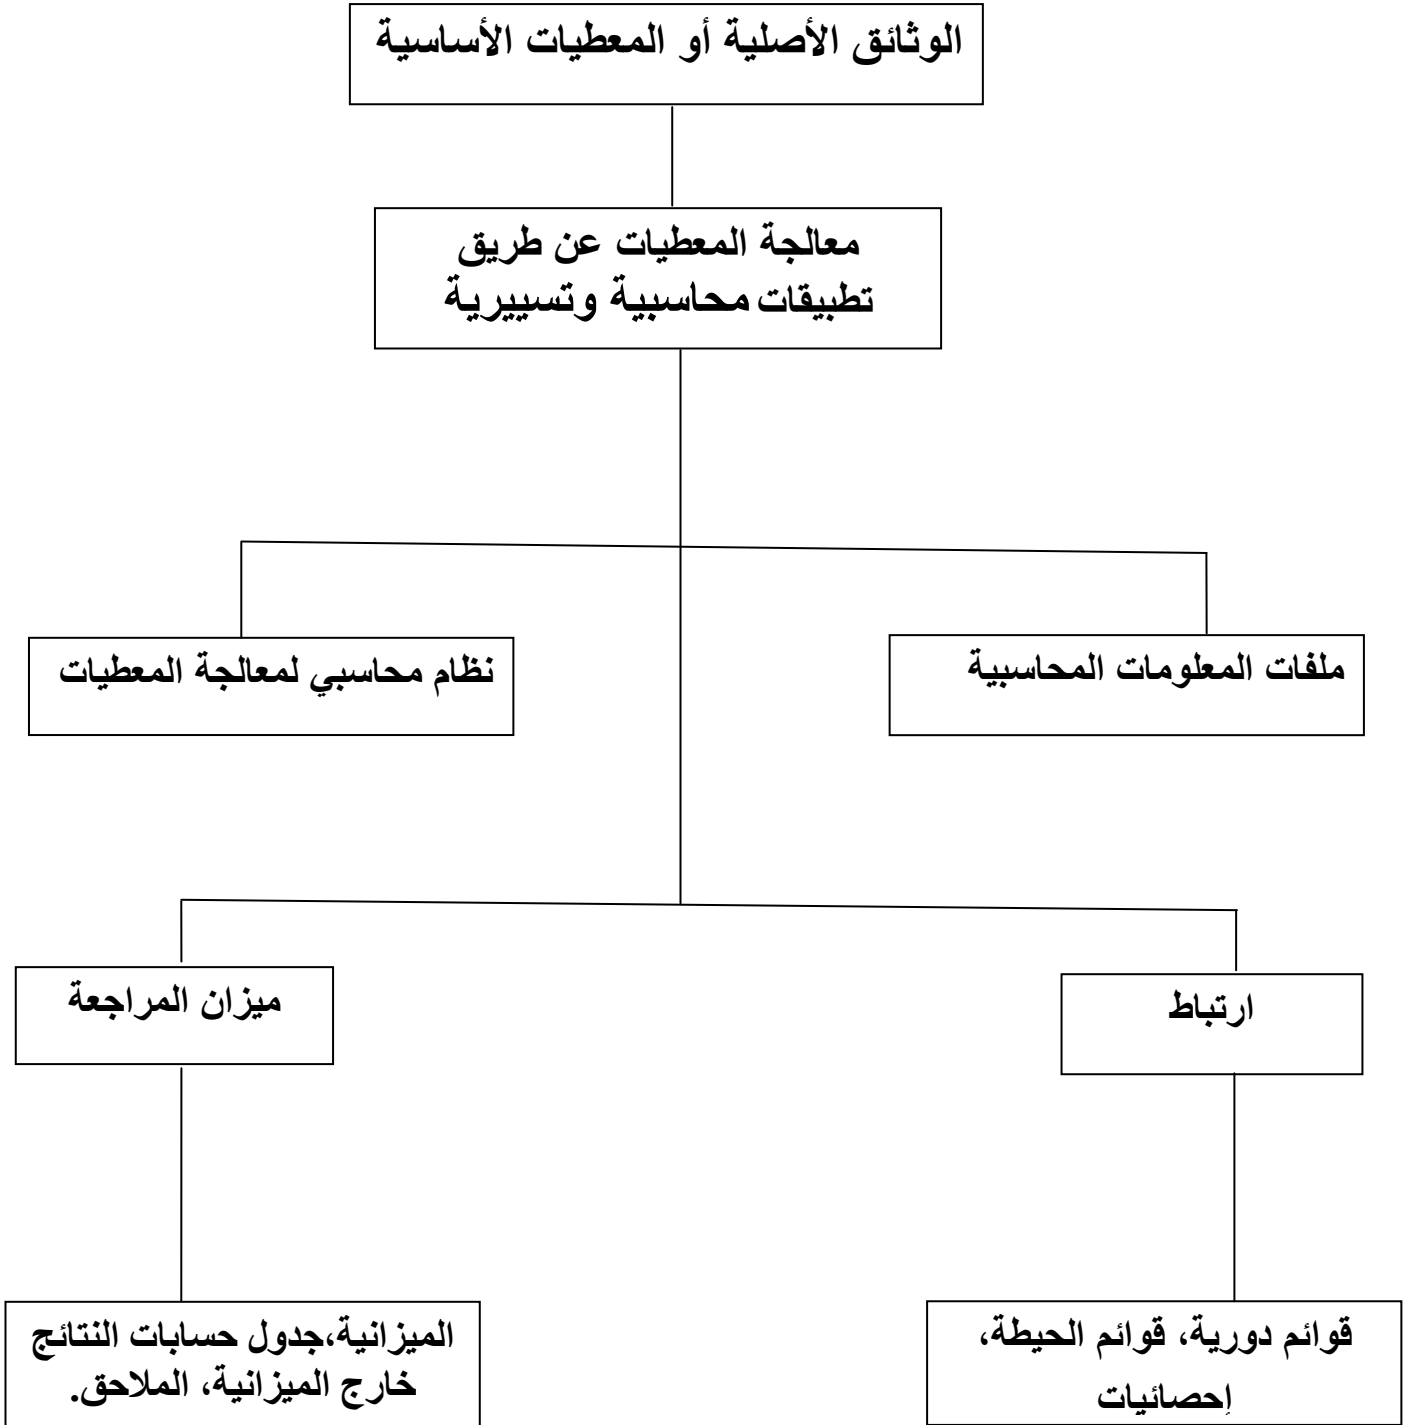 الوثائق الأصلية أو المعطيات الأساسية
معالجة المعطيات عن طريق
تطبيقات محاسبية وتسييرية
ملفات المعلومات المحاسبية
نظام محاسبي لمعالجة المعطيات
ارتباط
ميزان المراجعة
قوائم دورية، قوائم الحيطة،
إحصائيات
الميزانية،جدول حسابات النتائج
خارج الميزانية، الملاحق.